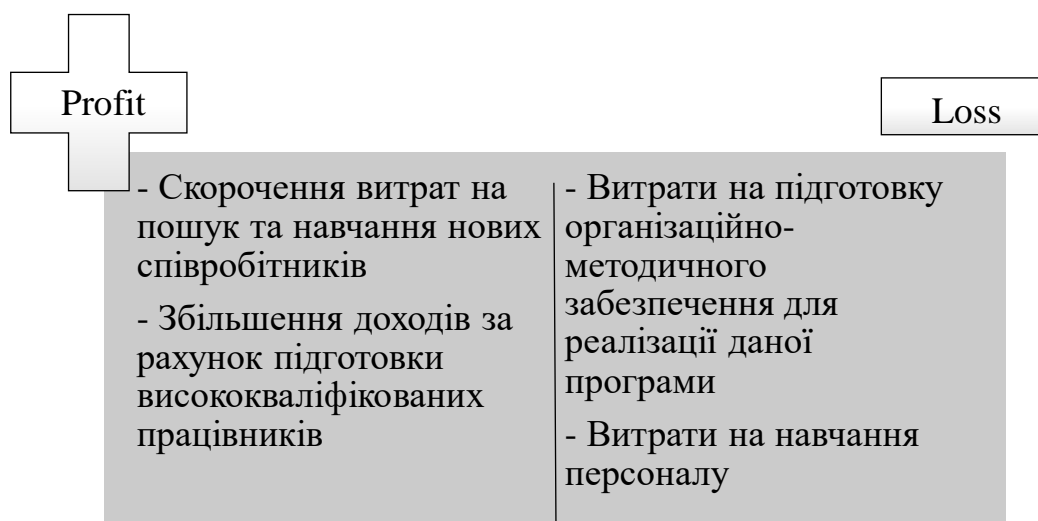 Profit
Loss
- Скорочення витрат на
пошук та навчання нових
співробітників
- Збільшення доходів за
рахунок підготовки
висококваліфікованих
працівників
- Витрати на підготовку
організаційно-
методичного
забезпечення для
реалізації даної
програми
- Витрати на навчання
персоналу